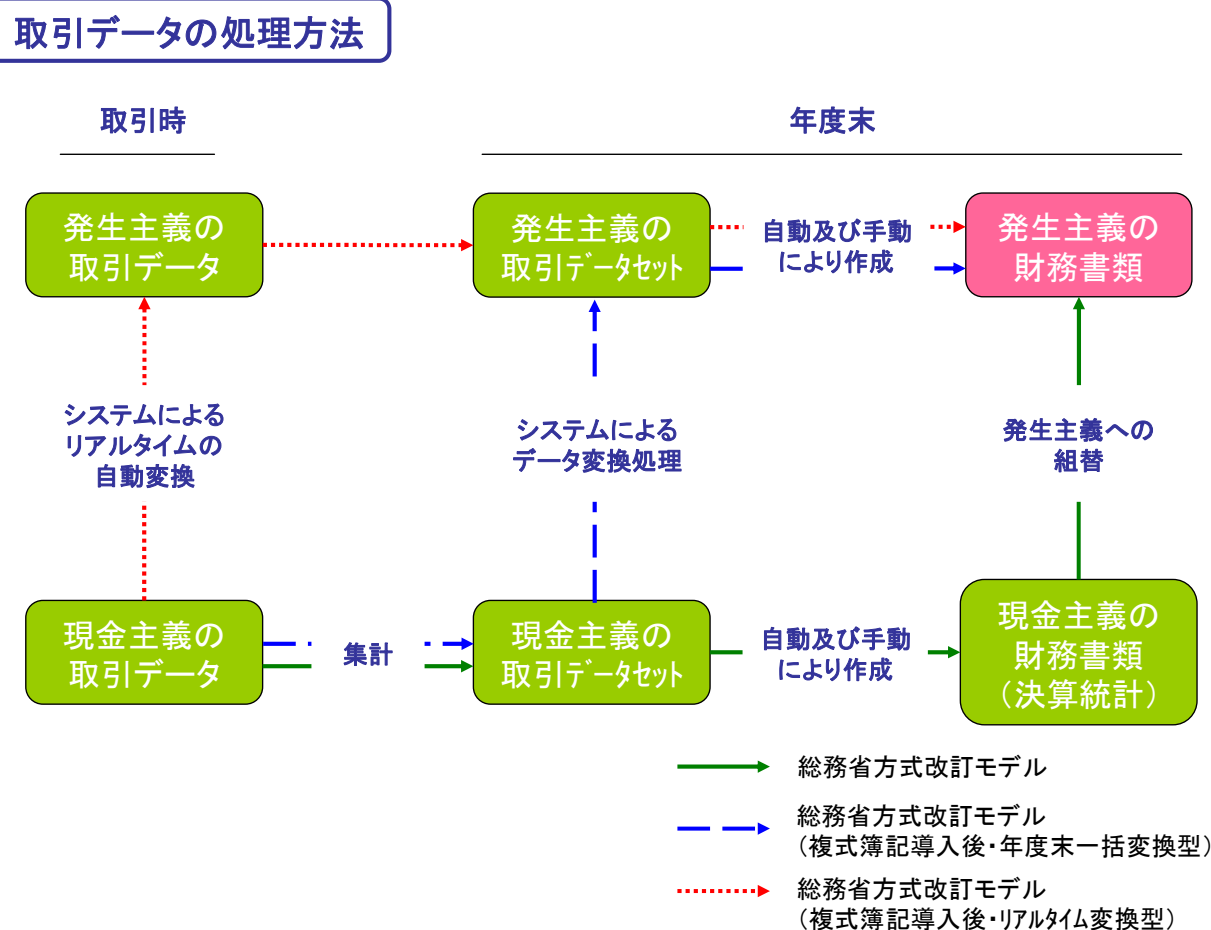 取引データの処理方法
取引時
年度末
発生主義の
取引データ
発生主義の
取引ﾃﾞｰﾀｾｯﾄ
自動及び手動
により作成
発生主義の
財務書類
システムによる
リアルタイムの
自動変換
システムによる
データ変換処理
発生主義への
組替
現金主義の
取引データ
集計
現金主義の
取引ﾃﾞｰﾀｾｯﾄ
自動及び手動
により作成
現金主義の
財務書類
（決算統計）
総務省方式改訂モデル
総務省方式改訂モデル
（複式簿記導入後・年度末一括変換型）
総務省方式改訂モデル
（複式簿記導入後・ﾘｱﾙﾀｲﾑ変換型）